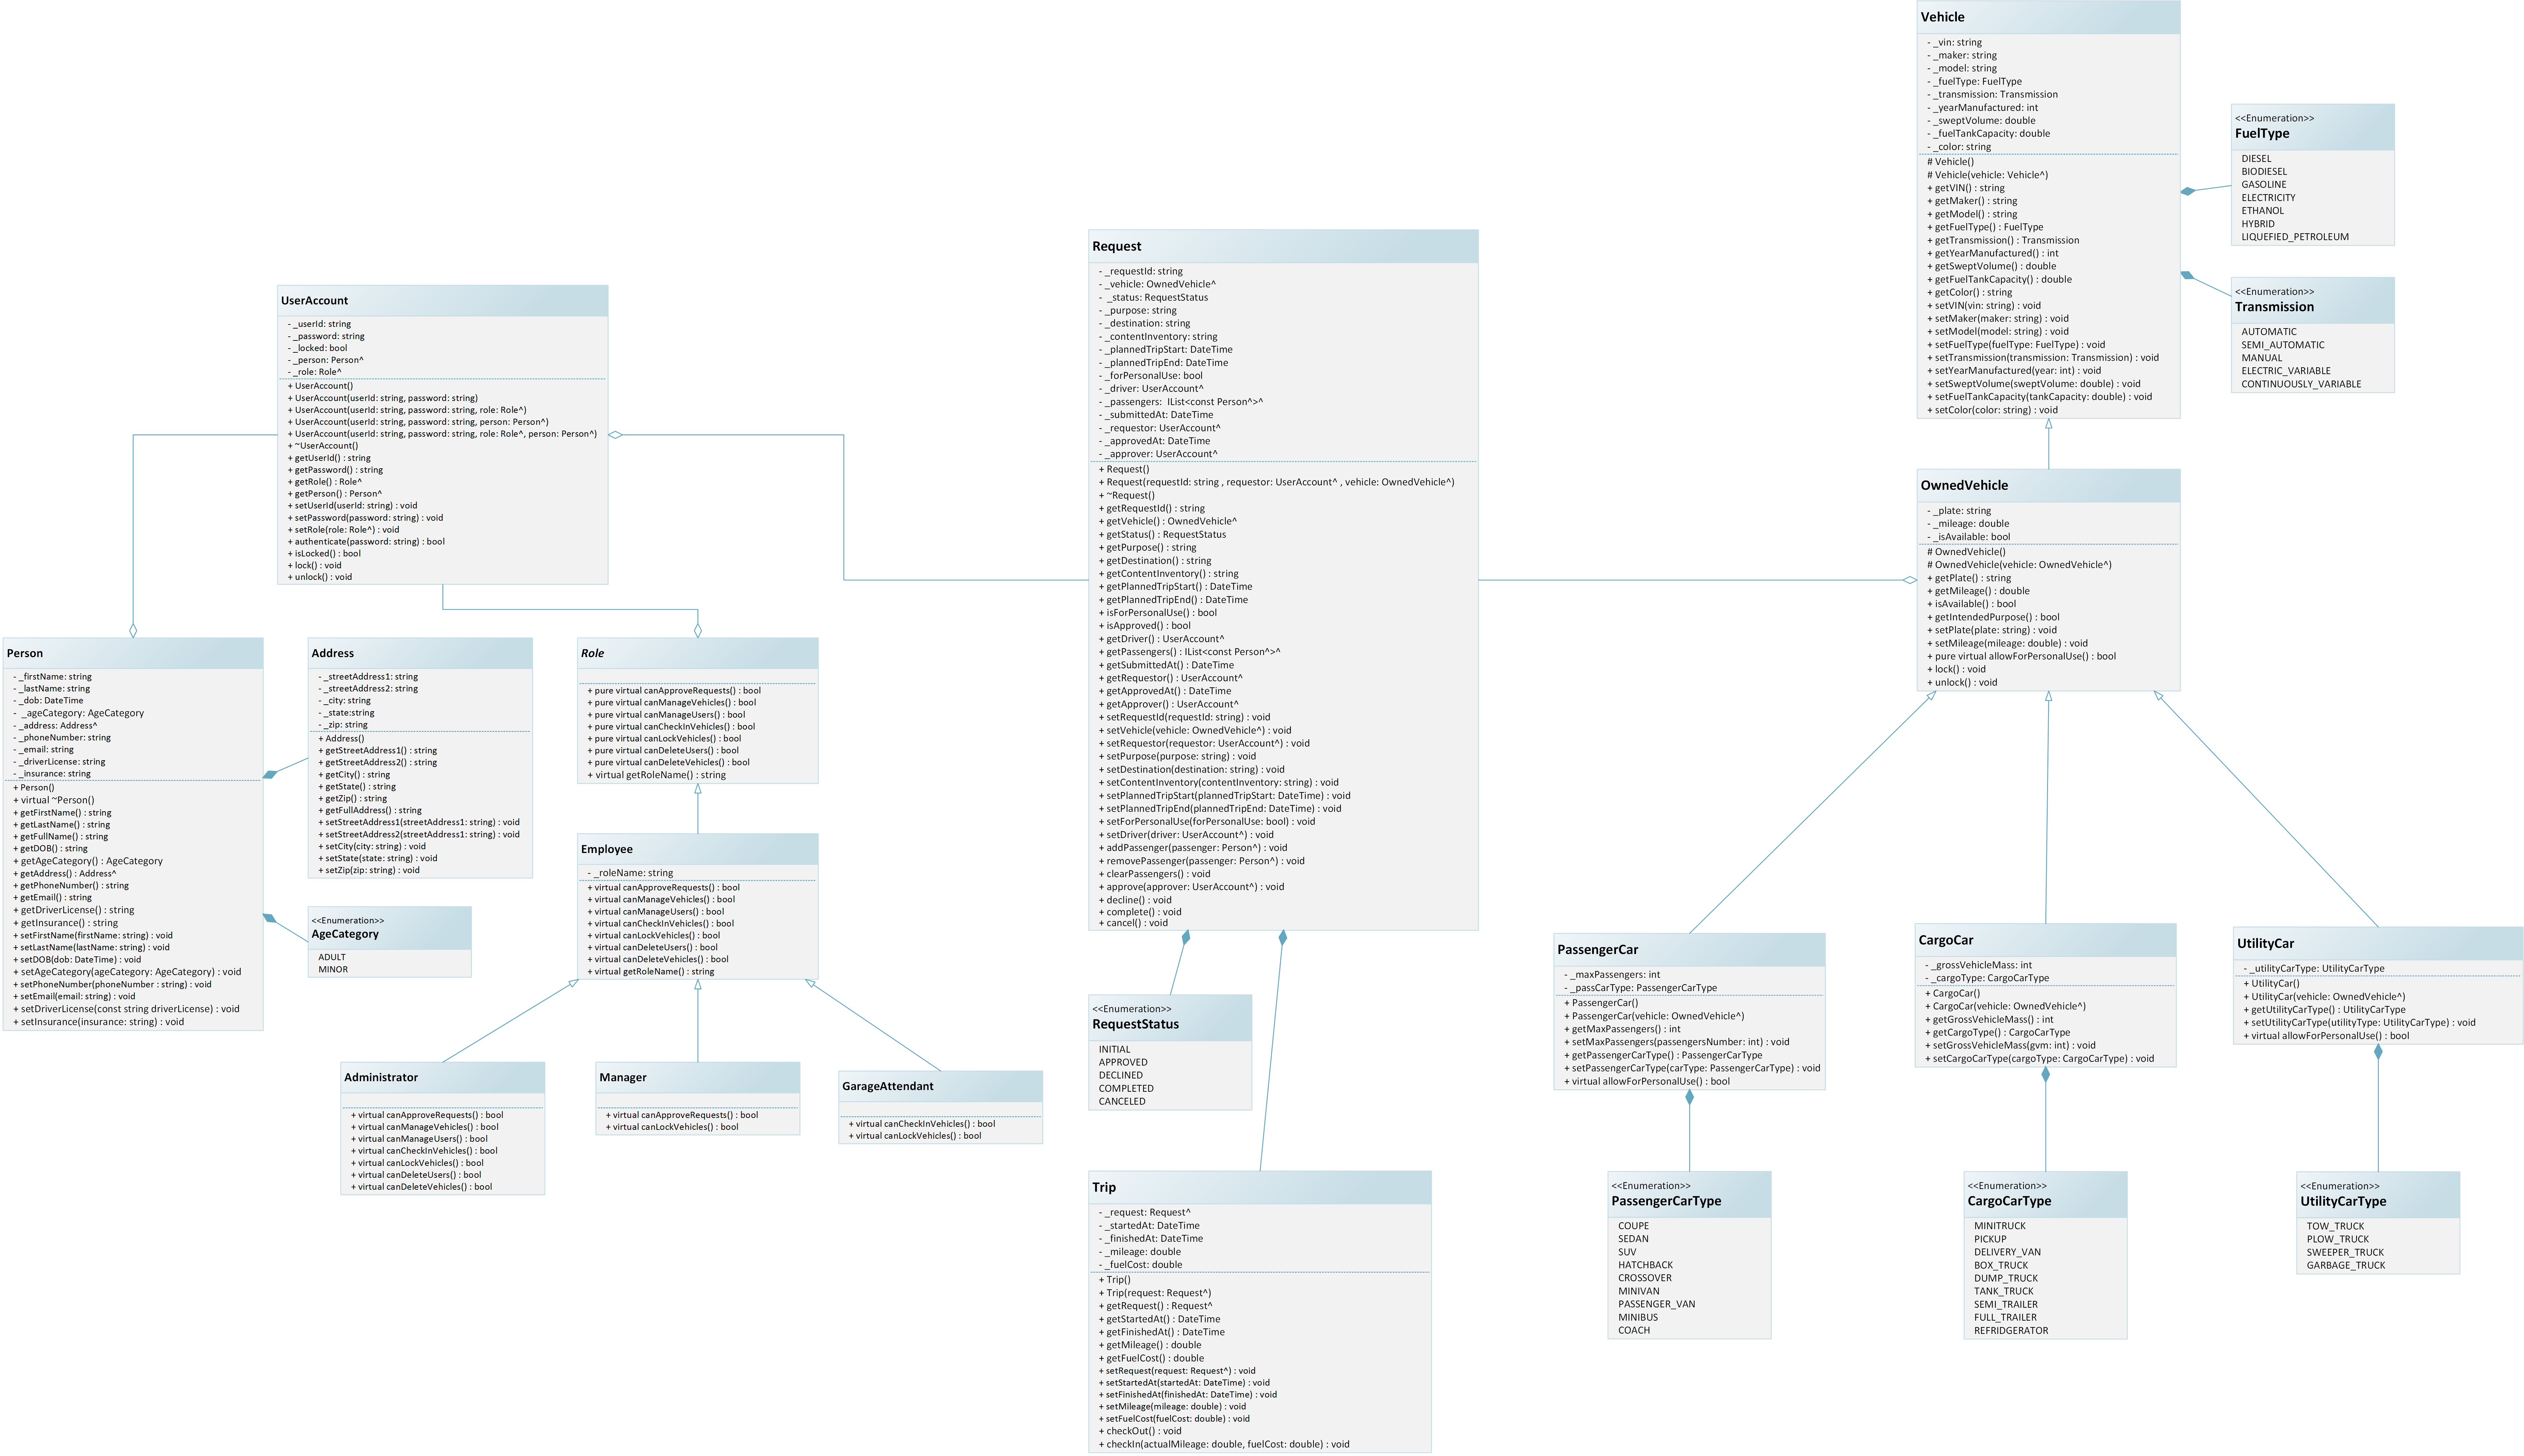 Vehicle
- _vin: string
- _maker: string
- _model: string
- _fuelType: FuelType
- _transmission: Transmission
- _yearManufactured: int
- _sweptVolume: double
- _fuelTankCapacity: double
- _color: string
# Vehicle()
# Vehicle(vehicle: Vehicle^)
+ getVIN() : string
+ getMaker() : string
+ getModel() : string
+ getFuelType() : FuelType
+ getTransmission() : Transmission
+ getYearManufactured() : int
+ getSweptVolume() : double
+ getFuelTankCapacity() : double
+ getColor() : string
+ setVIN(vin: string) : void
+ setMaker(maker: string) : void
+ setModel(model: string) : void
+ setFuelType(fuelType: FuelType) : void
+ setTransmission(transmission: Transmission) : void
+ setYearManufactured(year: int) : void
+ setSweptVolume(sweptVolume: double) : void
+ setFuelTankCapacity(tankCapacity: double) : void
+ setColor(color: string) : void
<<Enumeration>>
FuelType
DIESEL
BIODIESEL
GASOLINE
ELECTRICITY
ETHANOL
HYBRID
LIQUEFIED_PETROLEUM
<<Enumeration>>
Transmission
AUTOMATIC
SEMI_AUTOMATIC
MANUAL
ELECTRIC_VARIABLE
CONTINUOUSLY_VARIABLE
Request
- _requestId: string
- _vehicle: OwnedVehicle^
- _status: RequestStatus
- _purpose: string
- _destination: string
- _contentInventory: string
- _plannedTripStart: DateTime
- _plannedTripEnd: DateTime
- _forPersonalUse: bool
- _driver: UserAccount^
- _passengers:  IList<const Person^>^
- _submittedAt: DateTime
- _requestor: UserAccount^
- _approvedAt: DateTime
- _approver: UserAccount^
+ Request()
+ Request(requestId: string , requestor: UserAccount^ , vehicle: OwnedVehicle^)
+ ~Request()
+ getRequestId() : string
+ getVehicle() : OwnedVehicle^
+ getStatus() : RequestStatus
+ getPurpose() : string
+ getDestination() : string
+ getContentInventory() : string
+ getPlannedTripStart() : DateTime
+ getPlannedTripEnd() : DateTime
+ isForPersonalUse() : bool
+ isApproved() : bool
+ getDriver() : UserAccount^
+ getPassengers() : IList<const Person^>^
+ getSubmittedAt() : DateTime
+ getRequestor() : UserAccount^
+ getApprovedAt() : DateTime
+ getApprover() : UserAccount^
+ setRequestId(requestId: string) : void
+ setVehicle(vehicle: OwnedVehicle^) : void
+ setRequestor(requestor: UserAccount^) : void
+ setPurpose(purpose: string) : void
+ setDestination(destination: string) : void
+ setContentInventory(contentInventory: string) : void
+ setPlannedTripStart(plannedTripStart: DateTime) : void
+ setPlannedTripEnd(plannedTripEnd: DateTime) : void
+ setForPersonalUse(forPersonalUse: bool) : void
+ setDriver(driver: UserAccount^) : void
+ addPassenger(passenger: Person^) : void
+ removePassenger(passenger: Person^) : void
+ clearPassengers() : void
+ approve(approver: UserAccount^) : void
+ decline() : void
+ complete() : void
+ cancel() : void
UserAccount
- _userId: string
- _password: string
- _locked: bool
- _person: Person^
- _role: Role^
+ UserAccount()
+ UserAccount(userId: string, password: string)
+ UserAccount(userId: string, password: string, role: Role^)
+ UserAccount(userId: string, password: string, person: Person^)
+ UserAccount(userId: string, password: string, role: Role^, person: Person^)
+ ~UserAccount()
+ getUserId() : string
+ getPassword() : string
+ getRole() : Role^
+ getPerson() : Person^
+ setUserId(userId: string) : void
+ setPassword(password: string) : void
+ setRole(role: Role^) : void
+ authenticate(password: string) : bool
+ isLocked() : bool
+ lock() : void
+ unlock() : void
OwnedVehicle
- _plate: string
- _mileage: double
- _isAvailable: bool
# OwnedVehicle()
# OwnedVehicle(vehicle: OwnedVehicle^)
+ getPlate() : string
+ getMileage() : double
+ isAvailable() : bool
+ getIntendedPurpose() : bool
+ setPlate(plate: string) : void
+ setMileage(mileage: double) : void
+ pure virtual allowForPersonalUse() : bool
+ lock() : void
+ unlock() : void
Person
- _firstName: string
- _lastName: string
- _dob: DateTime
- _ageCategory: AgeCategory
- _address: Address^
- _phoneNumber: string
- _email: string
- _driverLicense: string
- _insurance: string
+ Person()
+ virtual ~Person()
+ getFirstName() : string
+ getLastName() : string
+ getFullName() : string
+ getDOB() : string
+ getAgeCategory() : AgeCategory
+ getAddress() : Address^
+ getPhoneNumber() : string
+ getEmail() : string
+ getDriverLicense() : string
+ getInsurance() : string
+ setFirstName(firstName: string) : void
+ setLastName(lastName: string) : void
+ setDOB(dob: DateTime) : void
+ setAgeCategory(ageCategory: AgeCategory) : void
+ setPhoneNumber(phoneNumber : string) : void
+ setEmail(email: string) : void
+ setDriverLicense(const string driverLicense) : void
+ setInsurance(insurance: string) : void
Address
- _streetAddress1: string
- _streetAddress2: string
- _city: string
- _state:string
- _zip: string
+ Address()
+ getStreetAddress1() : string
+ getStreetAddress2() : string
+ getCity() : string
+ getState() : string
+ getZip() : string
+ getFullAddress() : string
+ setStreetAddress1(streetAddress1: string) : void
+ setStreetAddress2(streetAddress1: string) : void
+ setCity(city: string) : void
+ setState(state: string) : void
+ setZip(zip: string) : void
<<Enumeration>>
AgeCategory
ADULT
MINOR
Role
+ pure virtual canApproveRequests() : bool
+ pure virtual canManageVehicles() : bool
+ pure virtual canManageUsers() : bool
+ pure virtual canCheckInVehicles() : bool
+ pure virtual canLockVehicles() : bool
+ pure virtual canDeleteUsers() : bool
+ pure virtual canDeleteVehicles() : bool
+ virtual getRoleName() : string
Employee
- _roleName: string
+ virtual canApproveRequests() : bool
+ virtual canManageVehicles() : bool
+ virtual canManageUsers() : bool
+ virtual canCheckInVehicles() : bool
+ virtual canLockVehicles() : bool
+ virtual canDeleteUsers() : bool
+ virtual canDeleteVehicles() : bool
+ virtual getRoleName() : string
Administrator
+ virtual canApproveRequests() : bool
+ virtual canManageVehicles() : bool
+ virtual canManageUsers() : bool
+ virtual canCheckInVehicles() : bool
+ virtual canLockVehicles() : bool
+ virtual canDeleteUsers() : bool
+ virtual canDeleteVehicles() : bool
Manager
+ virtual canApproveRequests() : bool
+ virtual canLockVehicles() : bool
GarageAttendant
+ virtual canCheckInVehicles() : bool
+ virtual canLockVehicles() : bool
<<Enumeration>>
RequestStatus
INITIAL
APPROVED
DECLINED
COMPLETED
CANCELED
Trip
- _request: Request^
- _startedAt: DateTime
- _finishedAt: DateTime
- _mileage: double
- _fuelCost: double
+ Trip()
+ Trip(request: Request^)
+ getRequest() : Request^
+ getStartedAt() : DateTime
+ getFinishedAt() : DateTime
+ getMileage() : double
+ getFuelCost() : double
+ setRequest(request: Request^) : void
+ setStartedAt(startedAt: DateTime) : void
+ setFinishedAt(finishedAt: DateTime) : void
+ setMileage(mileage: double) : void
+ setFuelCost(fuelCost: double) : void
+ checkOut() : void
+ checkIn(actualMileage: double, fuelCost: double) : void
PassengerCar
- _maxPassengers: int
- _passCarType: PassengerCarType
+ PassengerCar()
+ PassengerCar(vehicle: OwnedVehicle^)
+ getMaxPassengers() : int
+ setMaxPassengers(passengersNumber: int) : void
+ getPassengerCarType() : PassengerCarType
+ setPassengerCarType(carType: PassengerCarType) : void
+ virtual allowForPersonalUse() : bool
CargoCar
- _grossVehicleMass: int
- _cargoType: CargoCarType
+ CargoCar()
+ CargoCar(vehicle: OwnedVehicle^)
+ getGrossVehicleMass() : int
+ getCargoType() : CargoCarType
+ setGrossVehicleMass(gvm: int) : void
+ setCargoCarType(cargoType: CargoCarType) : void
UtilityCar
- _utilityCarType: UtilityCarType
+ UtilityCar()
+ UtilityCar(vehicle: OwnedVehicle^)
+ getUtilityCarType() : UtilityCarType
+ setUtilityCarType(utilityType: UtilityCarType) : void
+ virtual allowForPersonalUse() : bool
<<Enumeration>>
PassengerCarType
COUPE
SEDAN
SUV
HATCHBACK
CROSSOVER
MINIVAN
PASSENGER_VAN
MINIBUS
COACH
<<Enumeration>>
CargoCarType
MINITRUCK
PICKUP
DELIVERY_VAN
BOX_TRUCK
DUMP_TRUCK
TANK_TRUCK
SEMI_TRAILER
FULL_TRAILER
REFRIDGERATOR
<<Enumeration>>
UtilityCarType
TOW_TRUCK
PLOW_TRUCK
SWEEPER_TRUCK
GARBAGE_TRUCK